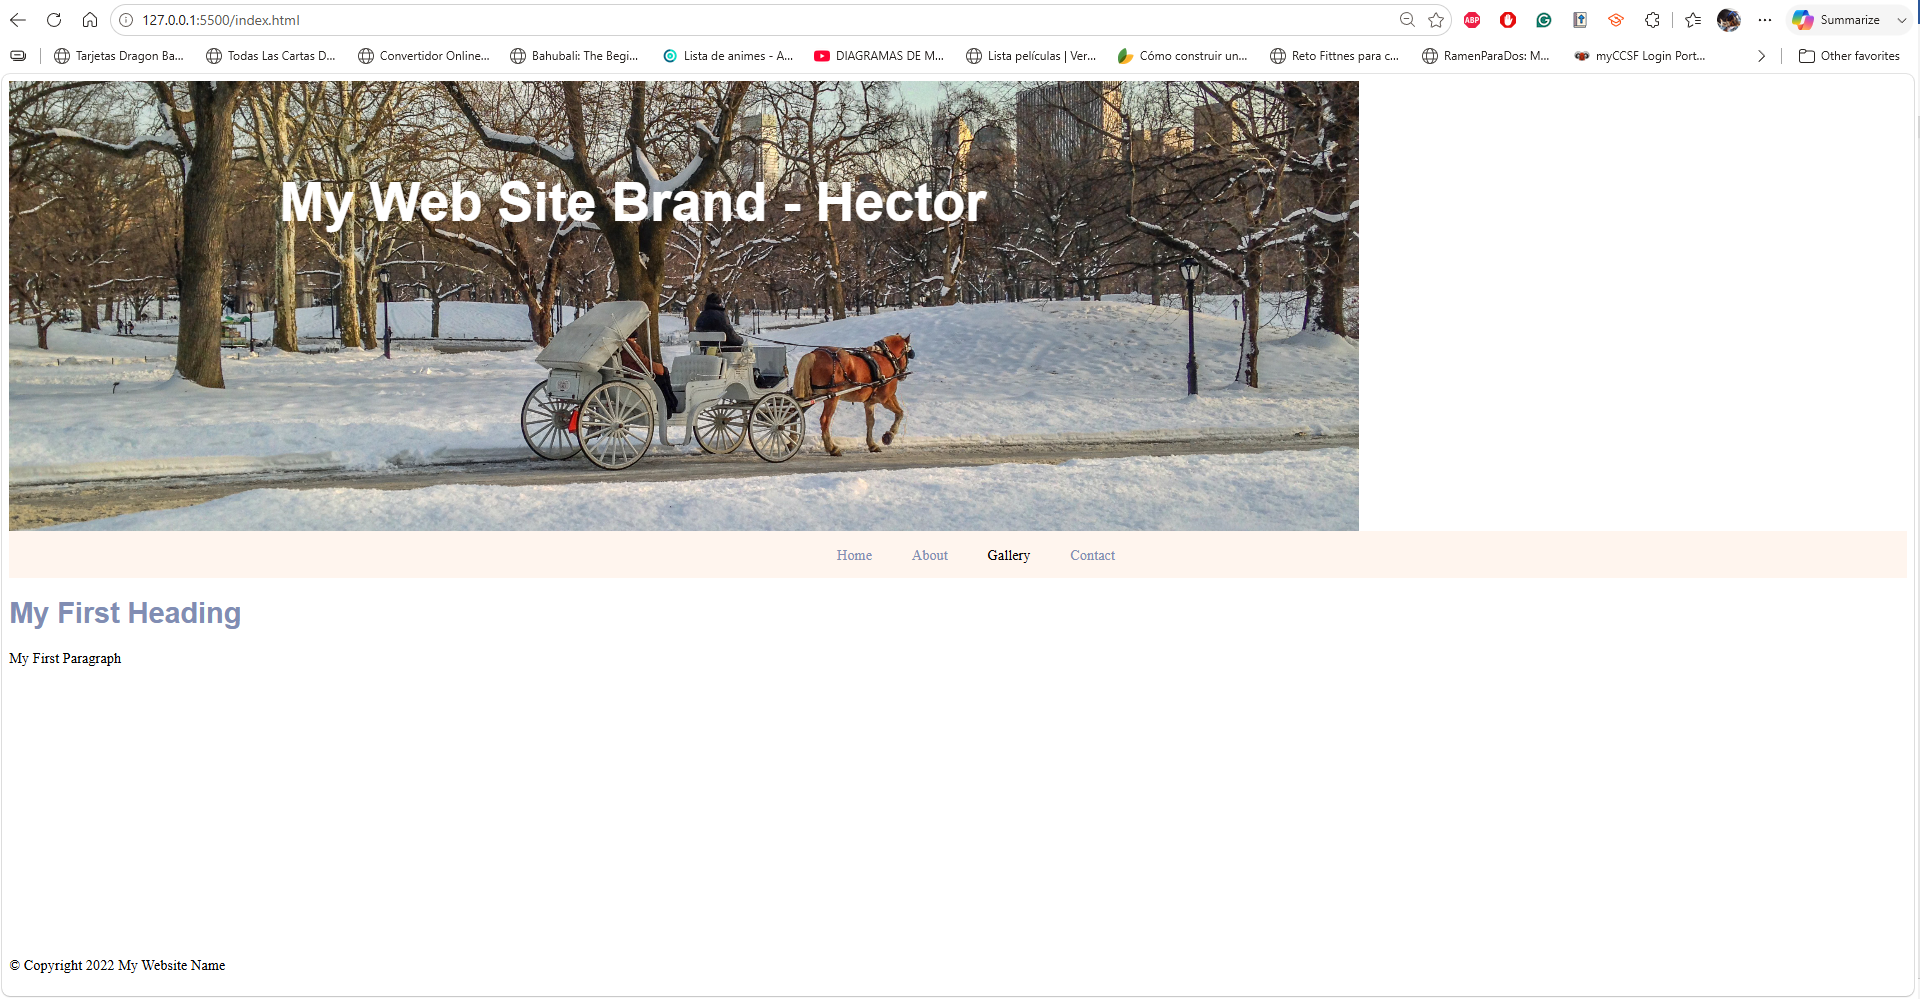 127.0.0.1:5500/index.html
ABP
Summarize
Tarjetas Dragon Ba...
Todas Las Cartas D...
Convertidor Online...
Bahubali: The Begi...
Lista de animes - A...
DIAGRAMAS DE M...
Lista películas | Ver...
Cómo construir un...
Reto Fittnes para c...
RamenParaDos: M...
myCCSF Login Port...
Other favorites
My Web Site Brand - Hector
Home
About
Gallery
Contact
My First Heading
My First Paragraph
© Copyright 2022 My Website Name